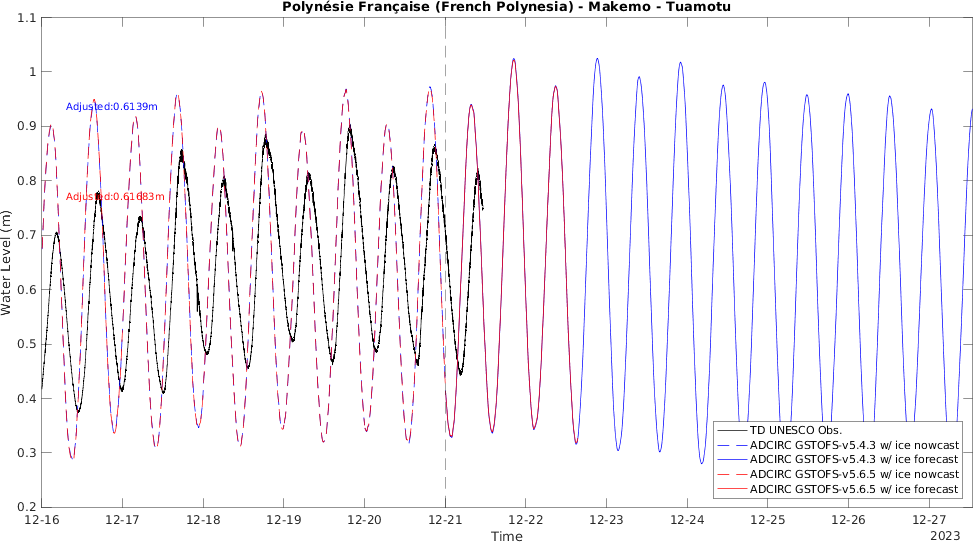 Polynésie Française (French Polynesia) - Makemo - Tuamotu
1.1
1
0.9
0.8
0.7
0.6
0.5
0.4
0.3
0.2
Water Level (m)
Adjusted:0.6139m
Adjusted:0.61683m
TD UNESCO Obs.
ADCIRC GSTOFS-v5.4.3 w/ ice nowcast
ADCIRC GSTOFS-v5.4.3 w/ ice forecast
ADCIRC GSTOFS-v5.6.5 w/ ice nowcast
ADCIRC GSTOFS-v5.6.5 w/ ice forecast
12-16 12-17 12-18 12-19 12-20 12-21 12-22 12-23 12-24 12-25 12-26 12-27
Time
2023